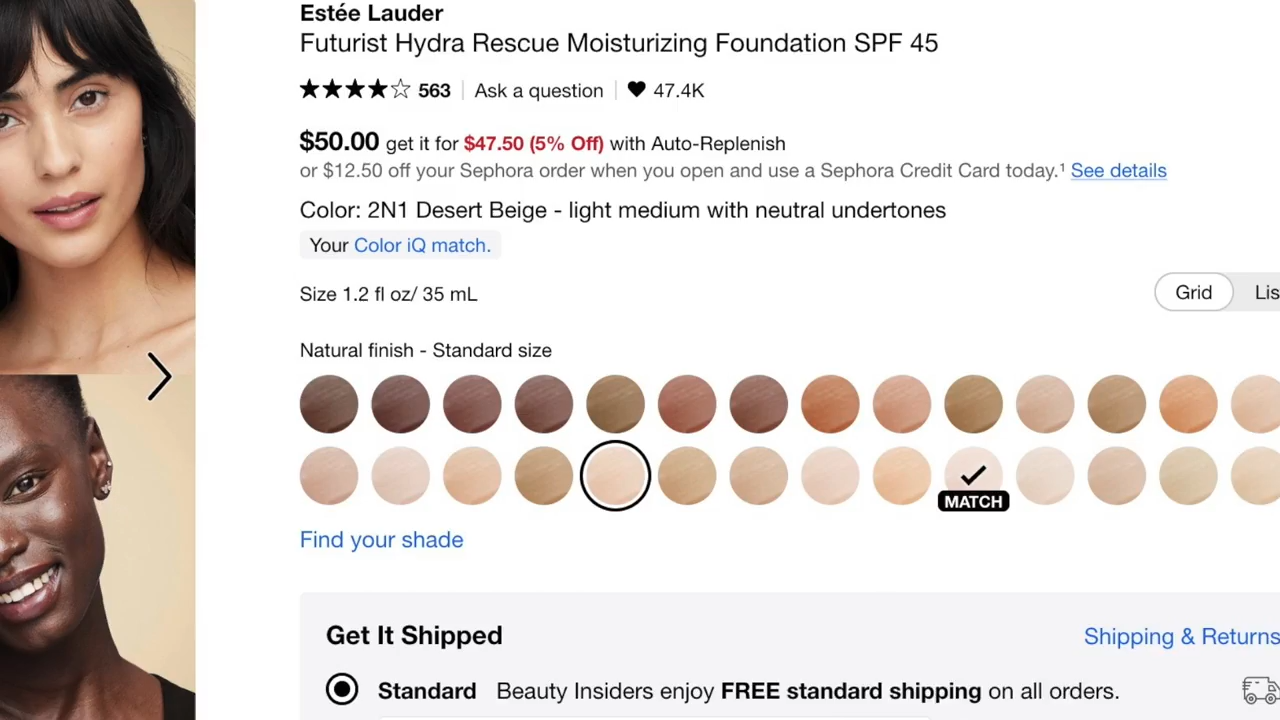 Estée Lauder
Futurist Hydra Rescue Moisturizing Foundation SPF 45
563 Ask a question 47.4K
$50.00 get it for $47.50 (5% Off) with Auto-Replenish
or $12.50 off your Sephora order when you open and use a Sephora Credit Card today.¹ See details
Color: 2N1 Desert Beige - light medium with neutral undertones
Your Color iQ match.
Size 1.2 fl oz/ 35 mL
Grid Lis
Natural finish - Standard size
MATCH
Find your shade
Get It Shipped
Shipping & Returns
Standard Beauty Insiders enjoy FREE standard shipping on all orders.